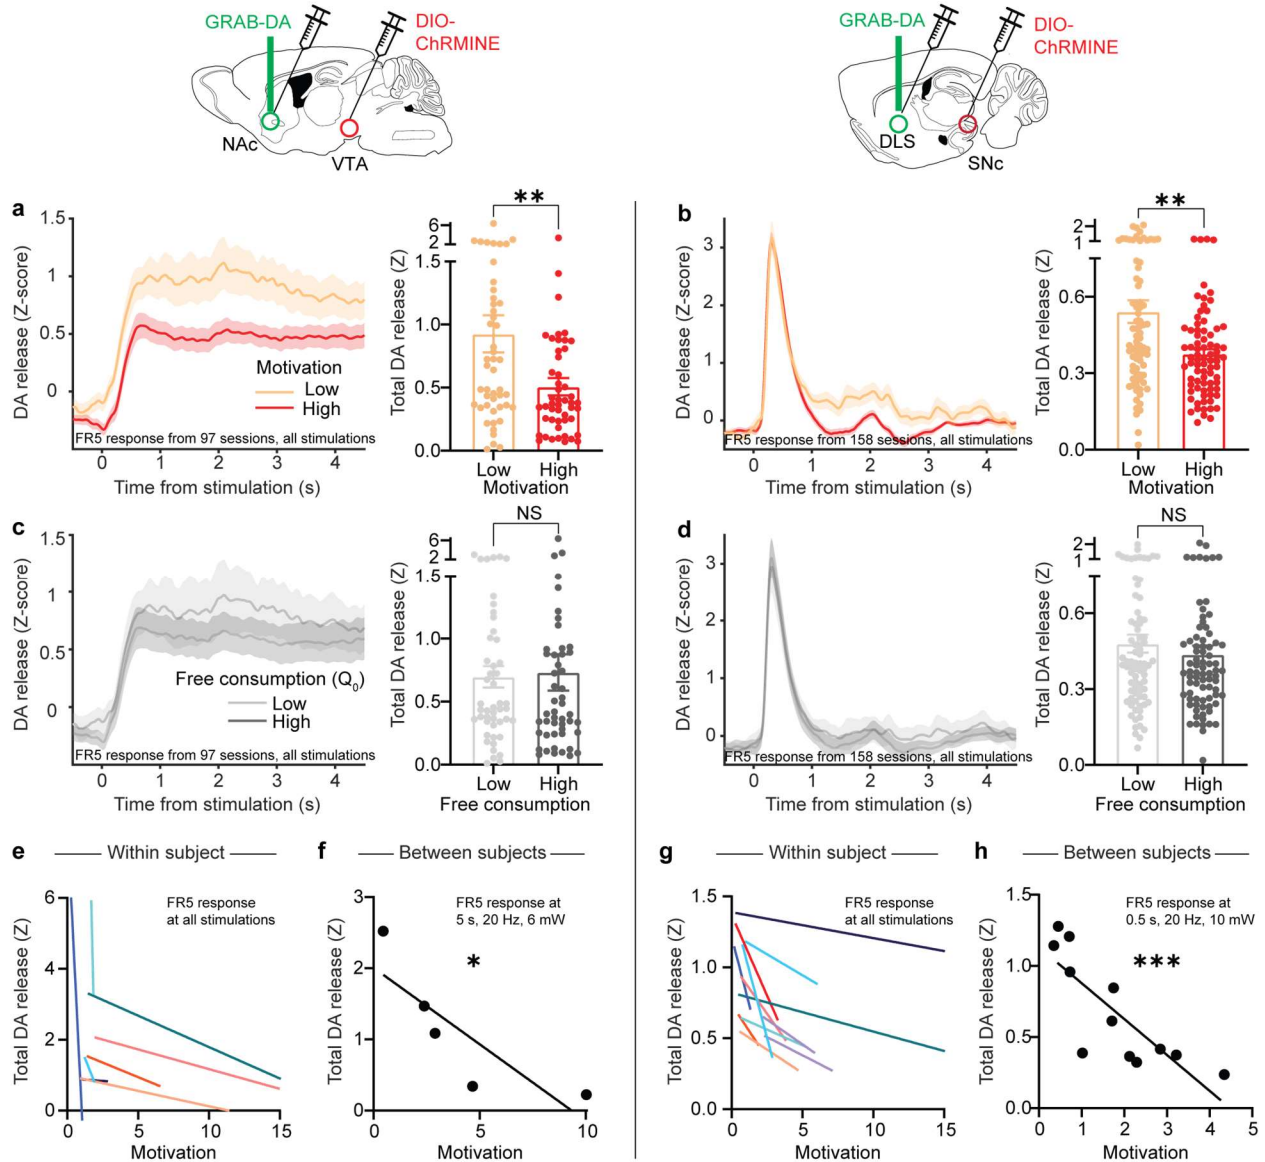 GRAB-DA
DIO-
ChRMINE
NAc
VTA
GRAB-DA
DIO-
ChRMINE
DLS
SNc
a
DA release (Z-score)
1.5
1
0.5
0
Motivation
Low
High
FR5 response from 97 sessions, all stimulations
0 1 2 3 4
Time from stimulation (s)
**
Total DA release (Z)
6
2
1.5
1.0
0.5
0.0
Low High
Motivation
b
DA release (Z-score)
3
2
1
0
FR5 response from 158 sessions, all stimulations
0 1 2 3 4
Time from stimulation (s)
**
Total DA release (Z)
2
1
0.6
0.3
0.0
Low High
Motivation
c
DA release (Z-score)
1.5
1
0.5
0
Free consumption (Q0)
Low
High
FR5 response from 97 sessions, all stimulations
0 1 2 3 4
Time from stimulation (s)
NS
Total DA release (Z)
6
2
1.5
1.0
0.5
0.0
Low High
Free consumption
d
DA release (Z-score)
3
2
1
0
FR5 response from 158 sessions, all stimulations
0 1 2 3 4
Time from stimulation (s)
NS
Total DA release (Z)
2
1
0.6
0.3
0.0
Low High
Free consumption
e
Within subject
FR5 response
at all stimulations
Total DA release (Z)
6
4
2
0
0 5 10 15
Motivation
f
Between subjects
FR5 response at
5 s, 20 Hz, 6 mW
*
Total DA release (Z)
3
2
1
0
0 5 10
Motivation
g
Within subject
FR5 response
at all stimulations
Total DA release (Z)
1.5
1.0
0.5
0.0
0 5 10 15
Motivation
h
Between subjects
FR5 response at
0.5 s, 20 Hz, 10 mW
***
Total DA release (Z)
1.5
1.0
0.5
0.0
0 1 2 3 4 5
Motivation